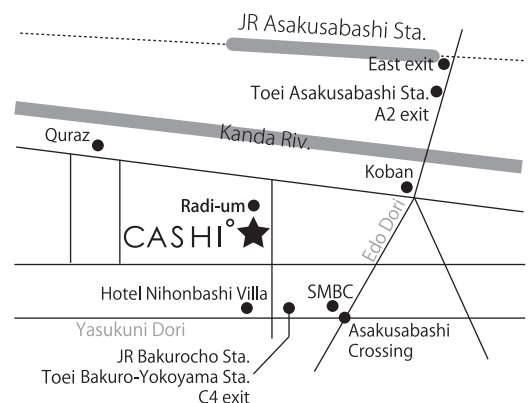 JR Asakusabashi Sta.
East exit
Toei Asakusabashi Sta.
A2 exit
Kanda Riv.
Quraz
Koban
Radi-um
CASHI°
Edo Dori
Hotel Nihonbashi Villa
SMBC
Yasukuni Dori
Asakusabashi
Crossing
JR Bakurocho Sta.
Toei Bakuro-Yokoyama Sta.
C4 exit